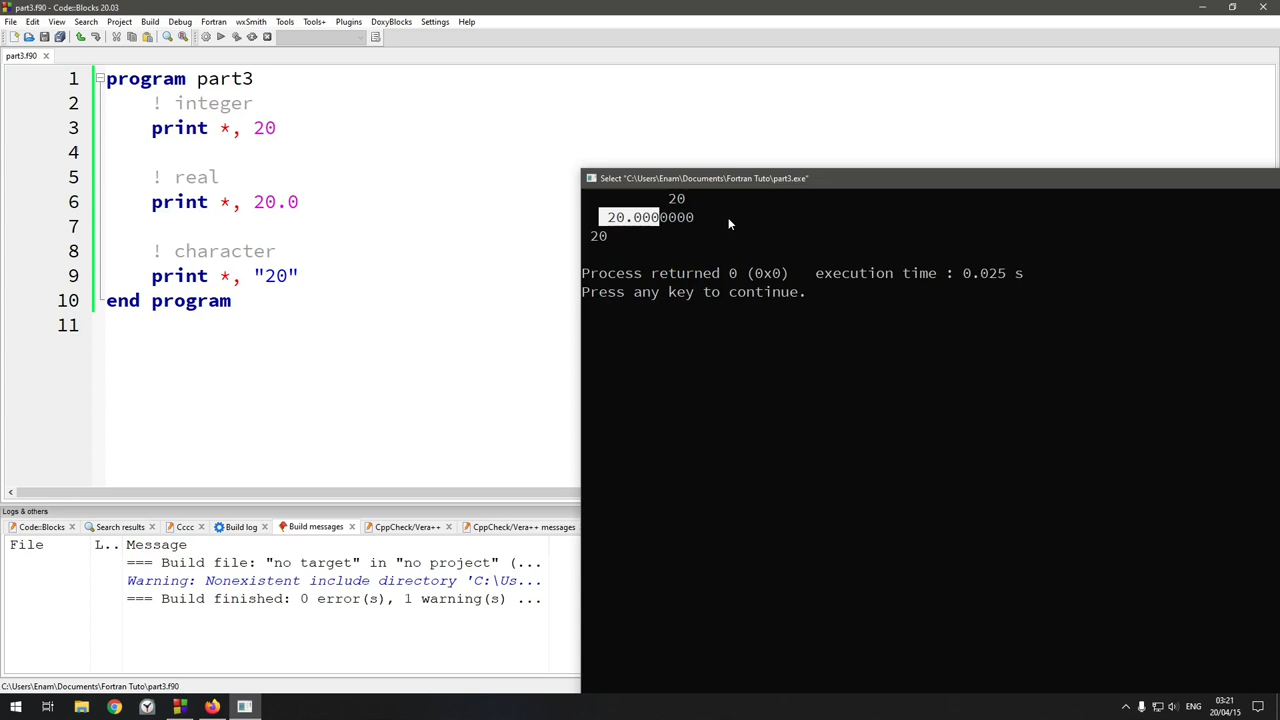 part3.f90 - Code::Blocks 20.03
File Edit View Search Project Build Debug Fortran wxSmith Tools Tools+ Plugins DoxyBlocks Settings Help
part3.f90
1 program part3
2 ! integer
3 print *, 20
4
5 ! real
6 print *, 20.0
7
8 ! character
9 print *, "20"
10 end program
11
Select "C:\Users\Enam\Documents\Fortran Tuto\part3.exe"
20
20.0000000
20
Process returned 0 (0x0) execution time : 0.025 s
Press any key to continue.
Logs & others
Code::Blocks Search results Cccc Build log Build messages CppCheck/Vera++ CppCheck/Vera++ messages
File L.. Message
=== Build file: "no target" in "no project" (...
Warning: Nonexistent include directory 'C:\Us...
=== Build finished: 0 error(s), 1 warning(s) ...
C:\Users\Enam\Documents\Fortran Tuto\part3.f90
ENG
03:21
20/04/15